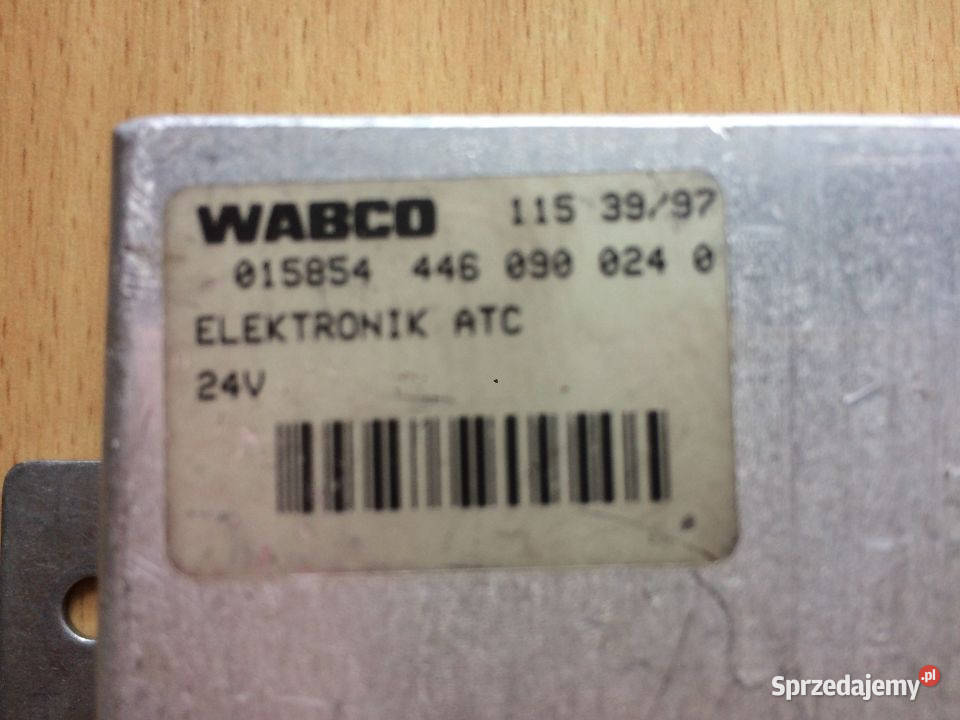 WABCO 115 39/97
015854 446 090 024 0
ELEKTRONIK ATC
24V
Sprzedajemy.pl